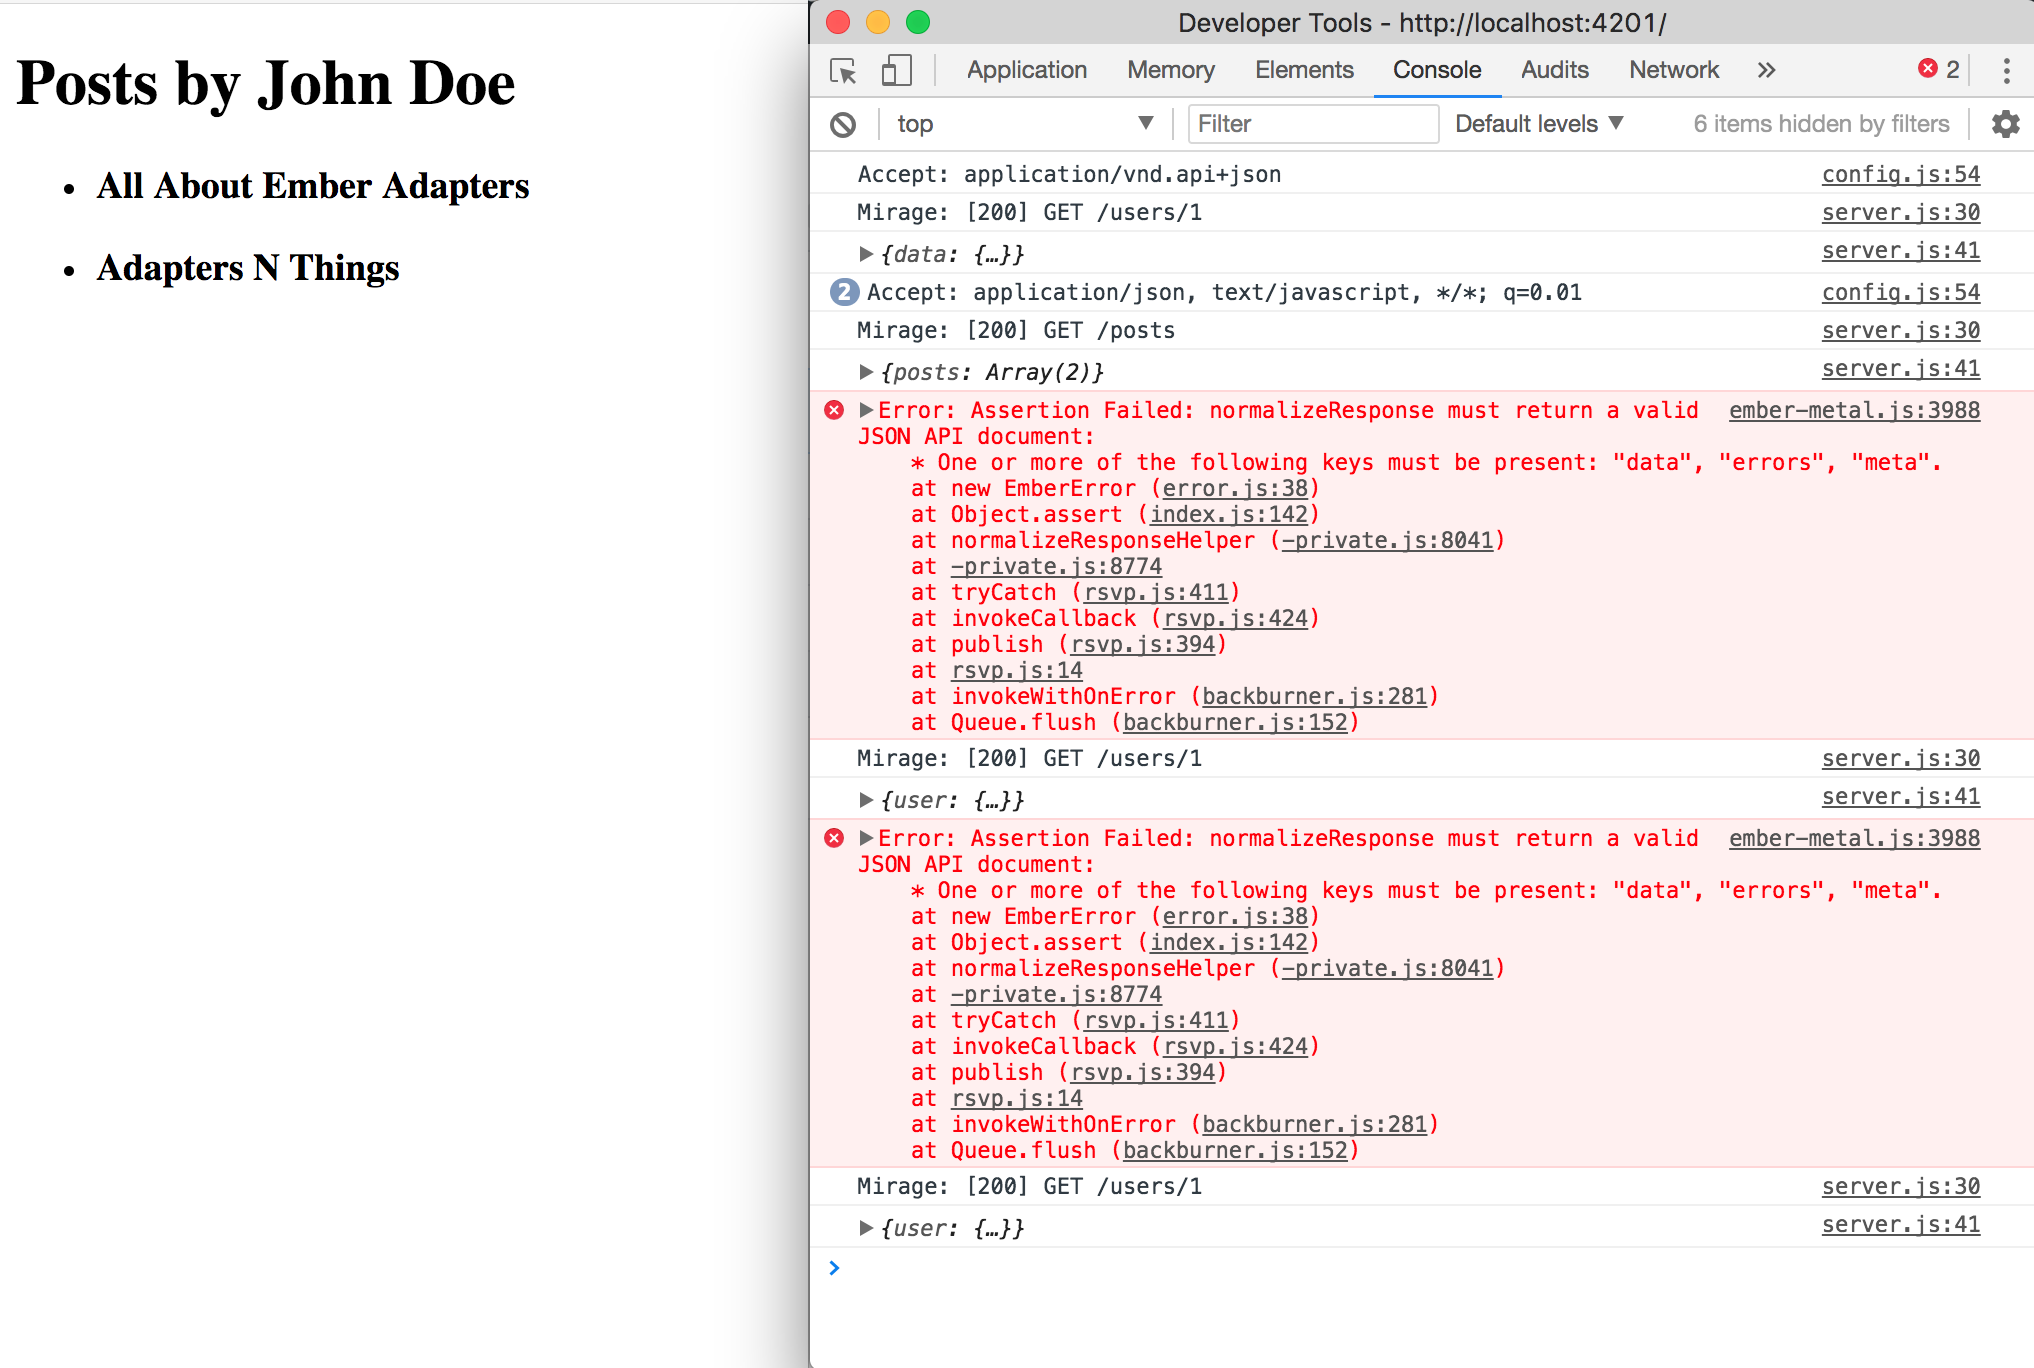 Posts by John Doe
• All About Ember Adapters
• Adapters N Things
Developer Tools - http://localhost:4201/
Application Memory Elements Console Audits Network » 2
top Filter Default levels 6 items hidden by filters
Accept: application/vnd.api+json config.js:54
Mirage: [200] GET /users/1 server.js:30
{data: {…}} server.js:41
2 Accept: application/json, text/javascript, */*; q=0.01 config.js:54
Mirage: [200] GET /posts server.js:30
{posts: Array(2)} server.js:41
Error: Assertion Failed: normalizeResponse must return a valid ember-metal.js:3988
JSON API document:
* One or more of the following keys must be present: "data", "errors", "meta".
at new EmberError (error.js:38)
at Object.assert (index.js:142)
at normalizeResponseHelper (-private.js:8041)
at -private.js:8774
at tryCatch (rsvp.js:411)
at invokeCallback (rsvp.js:424)
at publish (rsvp.js:394)
at rsvp.js:14
at invokeWithOnError (backburner.js:281)
at Queue.flush (backburner.js:152)
Mirage: [200] GET /users/1 server.js:30
{user: {…}} server.js:41
Error: Assertion Failed: normalizeResponse must return a valid ember-metal.js:3988
JSON API document:
* One or more of the following keys must be present: "data", "errors", "meta".
at new EmberError (error.js:38)
at Object.assert (index.js:142)
at normalizeResponseHelper (-private.js:8041)
at -private.js:8774
at tryCatch (rsvp.js:411)
at invokeCallback (rsvp.js:424)
at publish (rsvp.js:394)
at rsvp.js:14
at invokeWithOnError (backburner.js:281)
at Queue.flush (backburner.js:152)
Mirage: [200] GET /users/1 server.js:30
{user: {…}} server.js:41